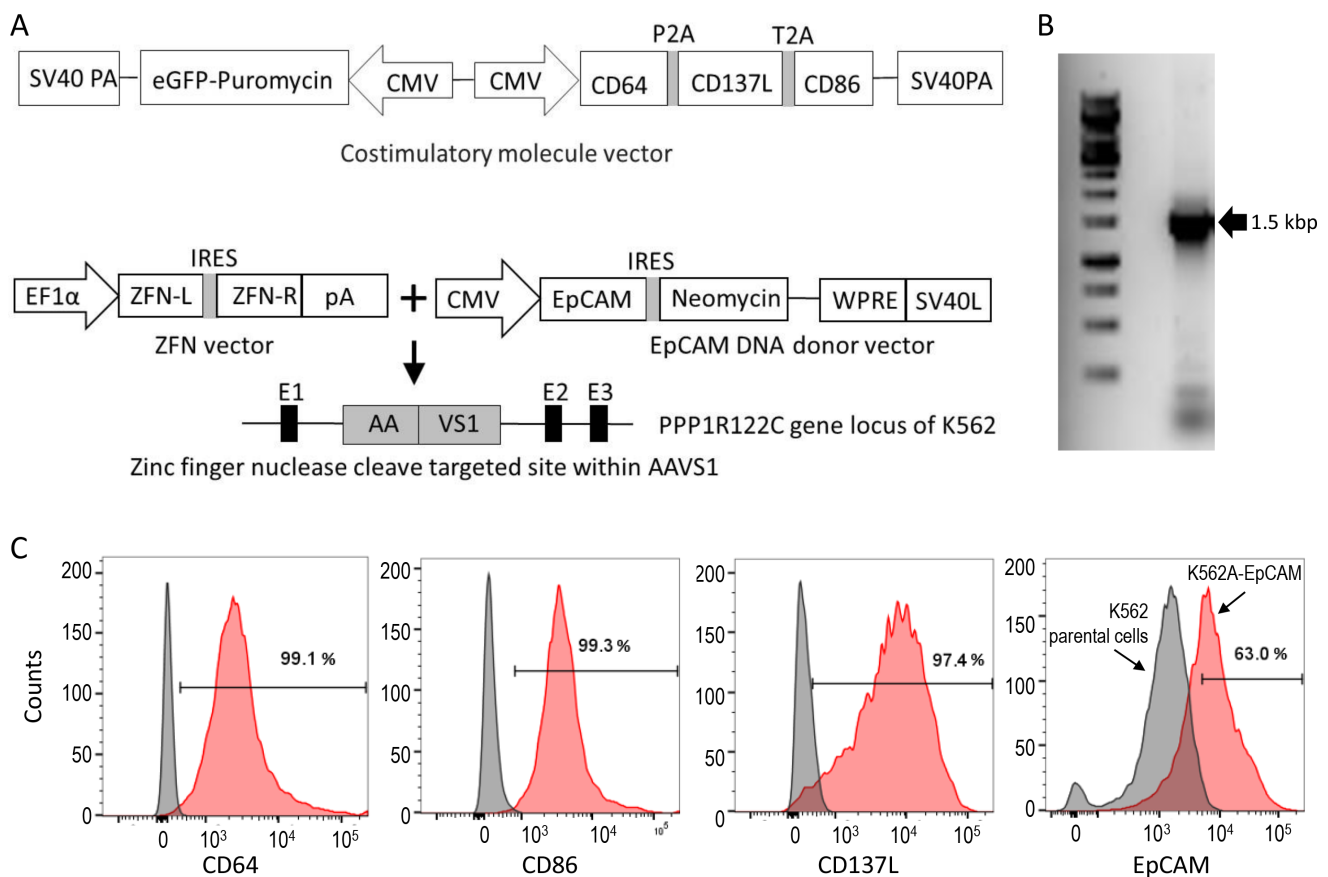 A
P2A T2A
SV40 PA eGFP-Puromycin CMV CMV CD64 CD137L CD86 SV40PA
Costimulatory molecule vector
IRES IRES
EF1α ZFN-L ZFN-R pA + CMV EpCAM Neomycin WPRE SV40L
ZFN vector EpCAM DNA donor vector
E1 E2 E3
AA VS1 PPP1R122C gene locus of K562
Zinc finger nuclease cleave targeted site within AAVS1
B
1.5 kbp
C
Counts
200
150
100
50
0
99.1 %
0 10³ 10⁴ 10⁵
CD64
200
150
100
50
0
99.3 %
0 10³ 10⁴ 10⁵
CD86
200
150
100
50
0
97.4 %
0 10³ 10⁴ 10⁵
CD137L
200
150
100
50
0
K562A-EpCAM
K562
parental cells
63.0 %
0 10³ 10⁴ 10⁵
EpCAM